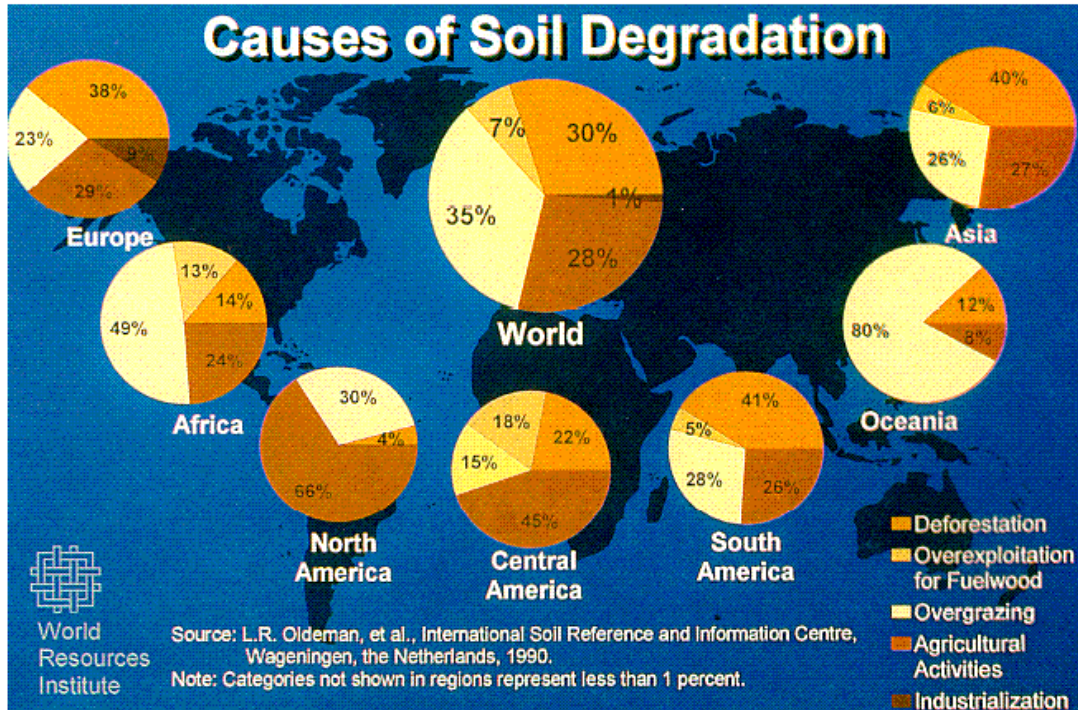 Causes of Soil Degradation
38%
23%
9%
29%
Europe
7%
30%
1%
35%
28%
World
40%
6%
26%
27%
Asia
13%
14%
49%
24%
Africa
12%
80%
8%
Oceania
30%
4%
66%
North
America
18%
22%
15%
45%
Central
America
41%
5%
28%
26%
South
America
Deforestation
Overexploitation
for Fuelwood
Overgrazing
Agricultural
Activities
Industrialization
World
Resources
Institute
Source: L.R. Oldeman, et al., International Soil Reference and Information Centre,
Wageningen, the Netherlands, 1990.
Note: Categories not shown in regions represent less than 1 percent.